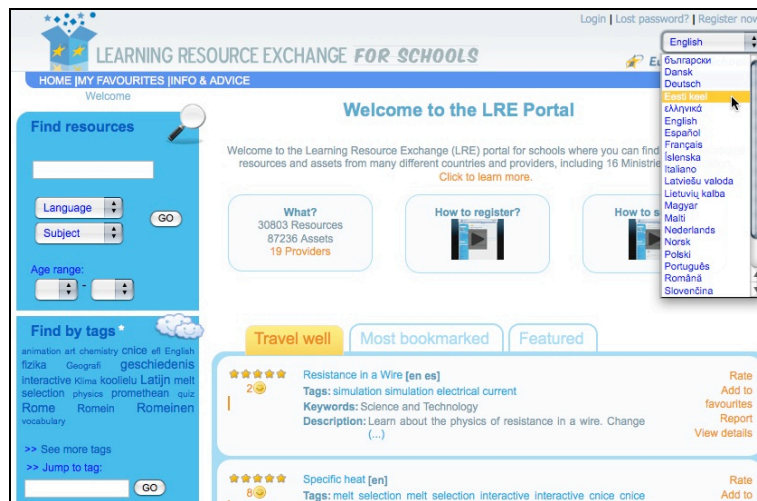 Login | Lost password? | Register now
LEARNING RESOURCE EXCHANGE FOR SCHOOLS
English
HOME |MY FAVOURITES |INFO & ADVICE
Welcome
български
Dansk
Deutsch
Eesti keel
ελληνικά
English
Español
Français
Íslenska
Italiano
Latviešu valoda
Lietuvių kalba
Magyar
Malti
Nederlands
Norsk
Polski
Português
Română
Slovenčina
Find resources
Language
Subject
GO
Age range:
-
Find by tags
animation art chemistry cnice efl English
fizika Geografi geschiedenis
interactive Klima koolielu Latijn melt
selection physics promethean quiz
Rome Romein Romeinen
vocabulary
>> See more tags
>> Jump to tag:
GO
Welcome to the LRE Portal
Welcome to the Learning Resource Exchange (LRE) portal for schools where you can find
resources and assets from many different countries and providers, including 16
Click to learn more.
What?
30803 Resources
87236 Assets
19 Providers
How to register?
How to
Travel well
Most bookmarked
Featured
Resistance in a Wire [en es]
2
Tags: simulation simulation electrical current
Keywords: Science and Technology
Description: Learn about the physics of resistance in a wire. Change
(...)
Rate
Add to
favourites
Report
View details
Specific heat [en]
8
Tags: melt selection melt selection interactive interactive cnice cnice
Rate
Add to